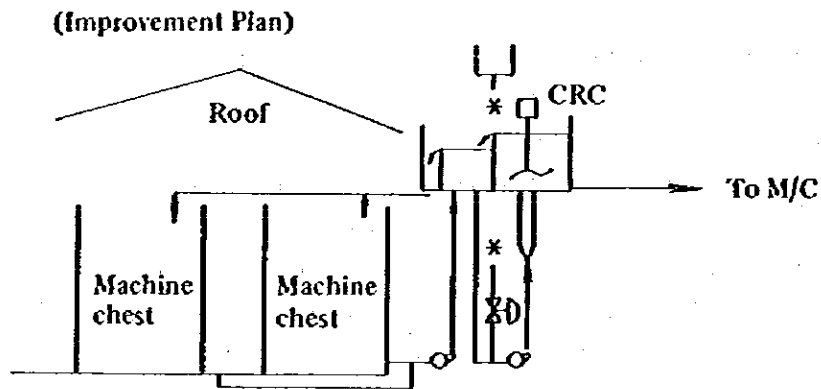 (Improvement Plan)
Roof
CRC
*
To M/C
*
Machine
chest
Machine
chest